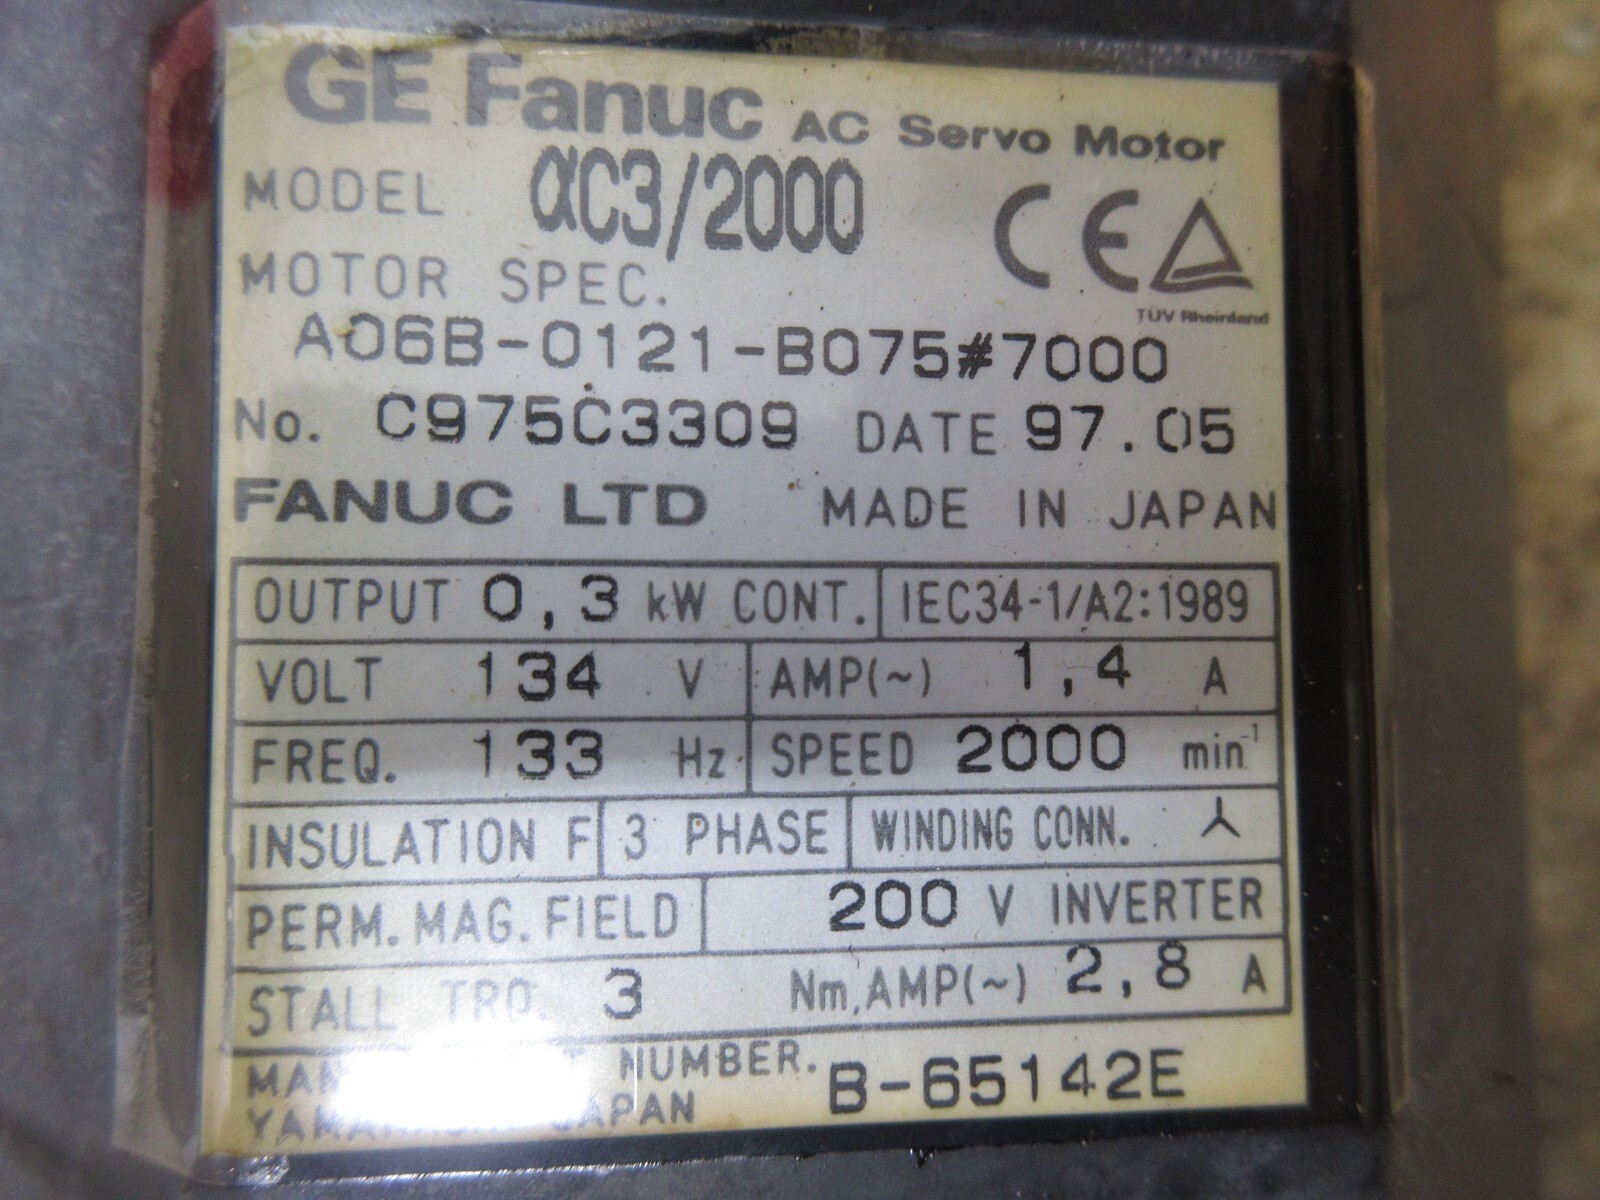 GE Fanuc AC Servo Motor
MODEL αC3/2000
CE
TÜV Rheinland
MOTOR SPEC.
A06B-0121-B075#7000
No. C975C3309 DATE 97.05
FANUC LTD MADE IN JAPAN
OUTPUT 0,3 kW CONT. IEC34-1/A2:1989
VOLT 134 V AMP(~) 1,4 A
FREQ. 133 Hz SPEED 2000 min⁻¹
INSULATION F 3 PHASE WINDING CONN.
PERM. MAG. FIELD 200 V INVERTER
STALL TRQ. 3 Nm, AMP(~) 2,8 A
NUMBER. B-65142E
JAPAN